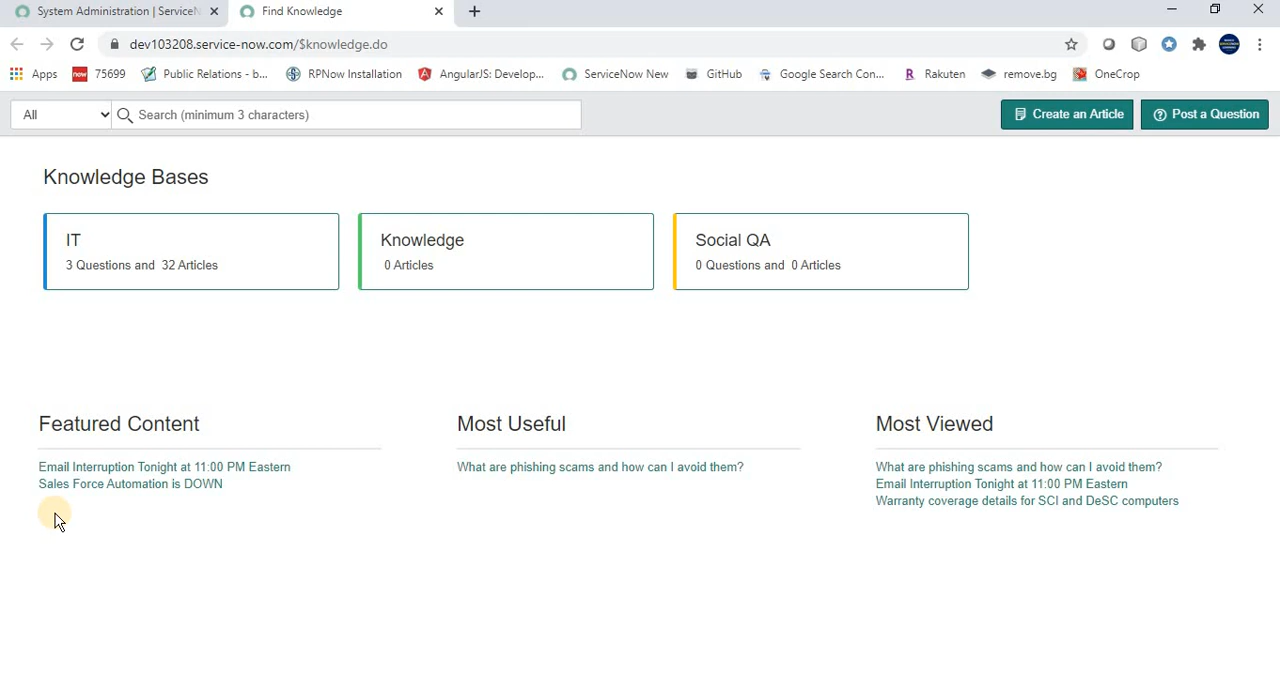 System Administration | ServiceN
Find Knowledge
dev103208.service-now.com/$knowledge.do
Apps
now 75699
Public Relations - b...
RPNow Installation
AngularJS: Develop...
ServiceNow New
GitHub
Google Search Con...
R Rakuten
remove.bg
OneCrop
All
Search (minimum 3 characters)
Create an Article
Post a Question
Knowledge Bases
IT
3 Questions and 32 Articles
Knowledge
0 Articles
Social QA
0 Questions and 0 Articles
Featured Content
Email Interruption Tonight at 11:00 PM Eastern
Sales Force Automation is DOWN
Most Useful
What are phishing scams and how can I avoid them?
Most Viewed
What are phishing scams and how can I avoid them?
Email Interruption Tonight at 11:00 PM Eastern
Warranty coverage details for SCI and DeSC computers